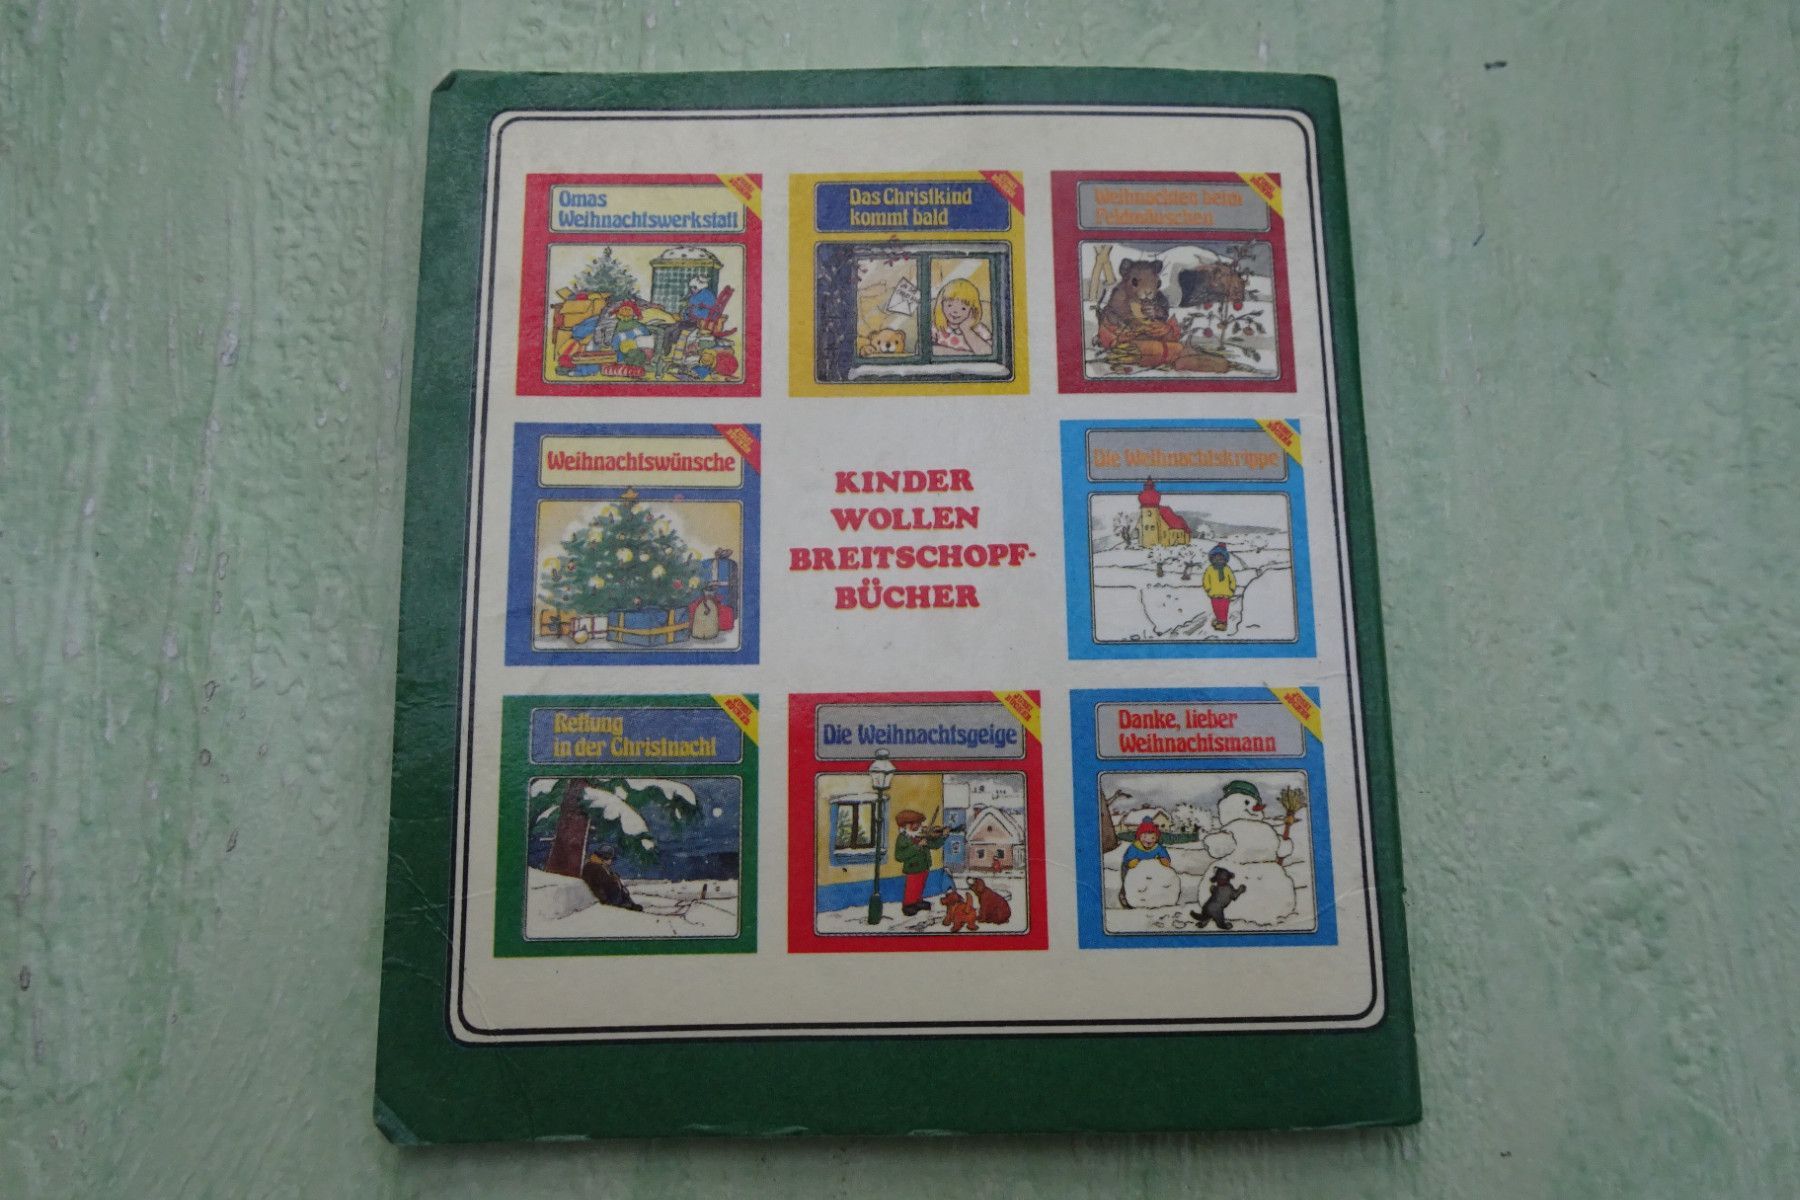 Omas
Weihnachtswerkstatt
Das Christkind
kommt bald
Weihnachten beim
Feldmäuschen
Weihnachtswünsche
KINDER
WOLLEN
BREITSCHOPF-
BÜCHER
Die Weihnachtskrippe
Rettung
in der Christnacht
Die Weihnachtsgeige
Danke, lieber
Weihnachtsmann